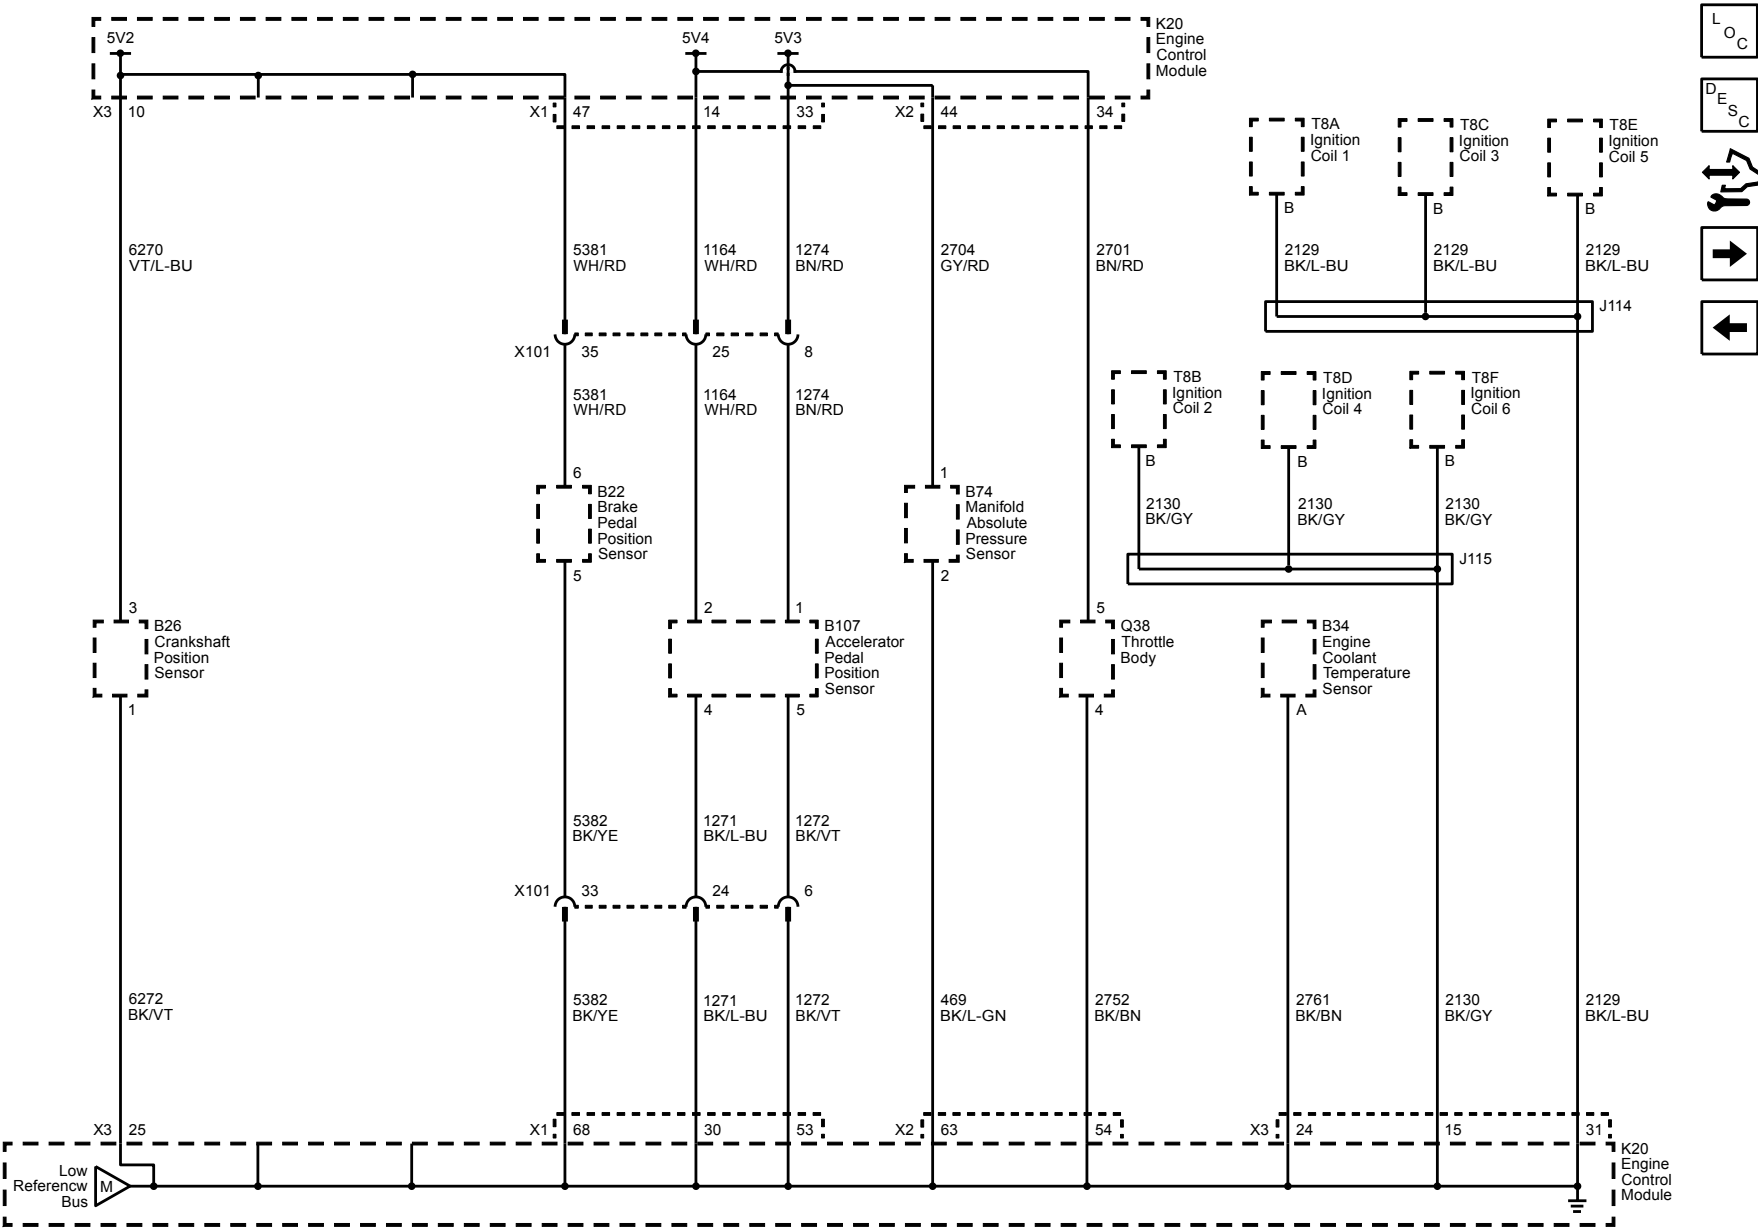 K20
Engine
Control
Module
5V2
5V4
5V3
X3 10
X1 47
14
33
X2 44
34
L
O
C
D
E
S
C
T8A
Ignition
Coil 1
T8C
Ignition
Coil 3
T8E
Ignition
Coil 5
B
B
B
6270
VT/L-BU
5381
WH/RD
1164
WH/RD
1274
BN/RD
2704
GY/RD
2701
BN/RD
2129
BK/L-BU
2129
BK/L-BU
2129
BK/L-BU
J114
X101 35
25
8
5381
WH/RD
1164
WH/RD
1274
BN/RD
T8B
Ignition
Coil 2
T8D
Ignition
Coil 4
T8F
Ignition
Coil 6
B
B
B
6
B22
Brake
Pedal
Position
Sensor
5
1
B74
Manifold
Absolute
Pressure
Sensor
2
2130
BK/GY
2130
BK/GY
2130
BK/GY
J115
3
B26
Crankshaft
Position
Sensor
1
2
1
B107
Accelerator
Pedal
Position
Sensor
4
5
5
Q38
Throttle
Body
4
B34
Engine
Coolant
Temperature
Sensor
A
5382
BK/YE
1271
BK/L-BU
1272
BK/VT
X101 33
24
6
6272
BK/VT
5382
BK/YE
1271
BK/L-BU
1272
BK/VT
469
BK/L-GN
2752
BK/BN
2761
BK/BN
2130
BK/GY
2129
BK/L-BU
X3 25
X1 68
30
53
X2 63
54
X3 24
15
31
Low
Referencw
Bus
M
K20
Engine
Control
Module